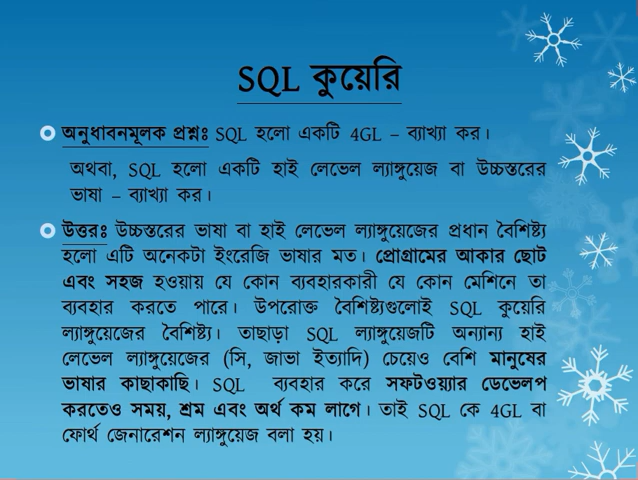 SQL কুয়েরি
অনুধাবনমূলক প্রশ্নঃ SQL হলো একটি 4GL – ব্যাখ্যা কর।
অথবা, SQL হলো একটি হাই লেভেল ল্যাঙ্গুয়েজ বা উচ্চস্তরের
ভাষা – ব্যাখ্যা কর।
উত্তরঃ উচ্চস্তরের ভাষা বা হাই লেভেল ল্যাঙ্গুয়েজের প্রধান বৈশিষ্ট্য
হলো এটি অনেকটা ইংরেজি ভাষার মত। প্রোগ্রামের আকার ছোট
এবং সহজ হওয়ায় যে কোন ব্যবহারকারী যে কোন মেশিনে তা
ব্যবহার করতে পারে। উপরোক্ত বৈশিষ্ট্যগুলোই SQL কুয়েরি
ল্যাঙ্গুয়েজের বৈশিষ্ট্য। তাছাড়া SQL ল্যাঙ্গুয়েজটি অন্যান্য হাই
লেভেল ল্যাঙ্গুয়েজের (সি, জাভা ইত্যাদি) চেয়েও বেশি মানুষের
ভাষার কাছাকাছি। SQL ব্যবহার করে সফটওয়্যার ডেভেলপ
করতেও সময়, শ্রম এবং অর্থ কম লাগে। তাই SQL কে 4GL বা
ফোর্থ জেনারেশন ল্যাঙ্গুয়েজ বলা হয়।